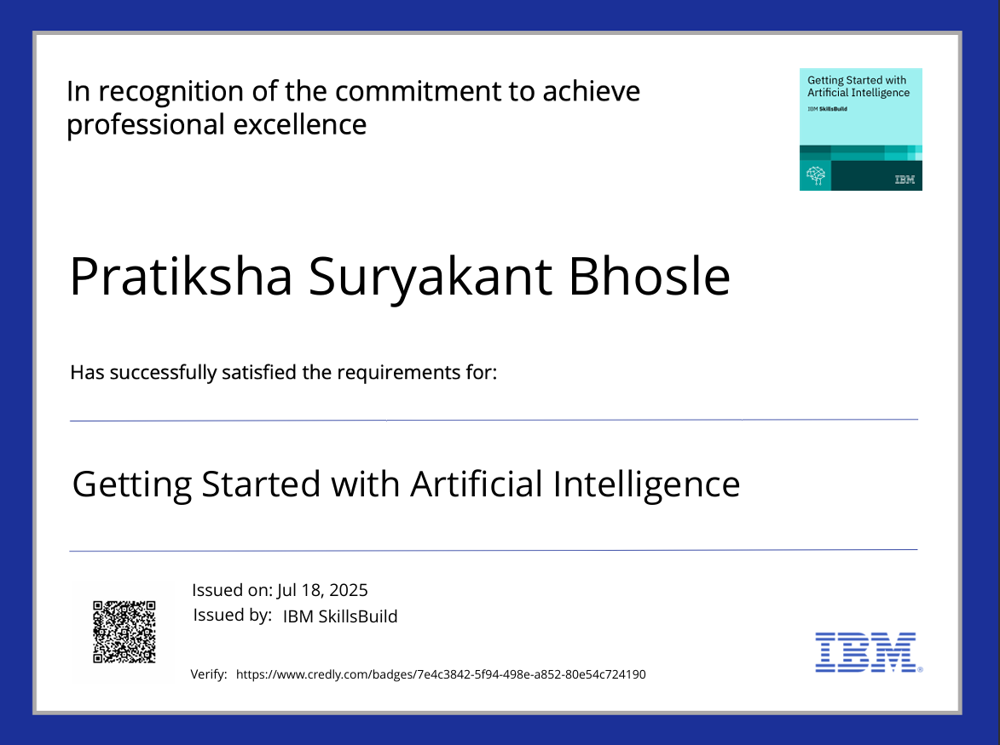 In recognition of the commitment to achieve
professional excellence
Getting Started with
Artificial Intelligence
IBM SkillsBuild
IBM
Pratiksha Suryakant Bhosle
Has successfully satisfied the requirements for:
Getting Started with Artificial Intelligence
Issued on: Jul 18, 2025
Issued by: IBM SkillsBuild
Verify: https://www.credly.com/badges/7e4c3842-5f94-498e-a852-80e54c724190
IBM®